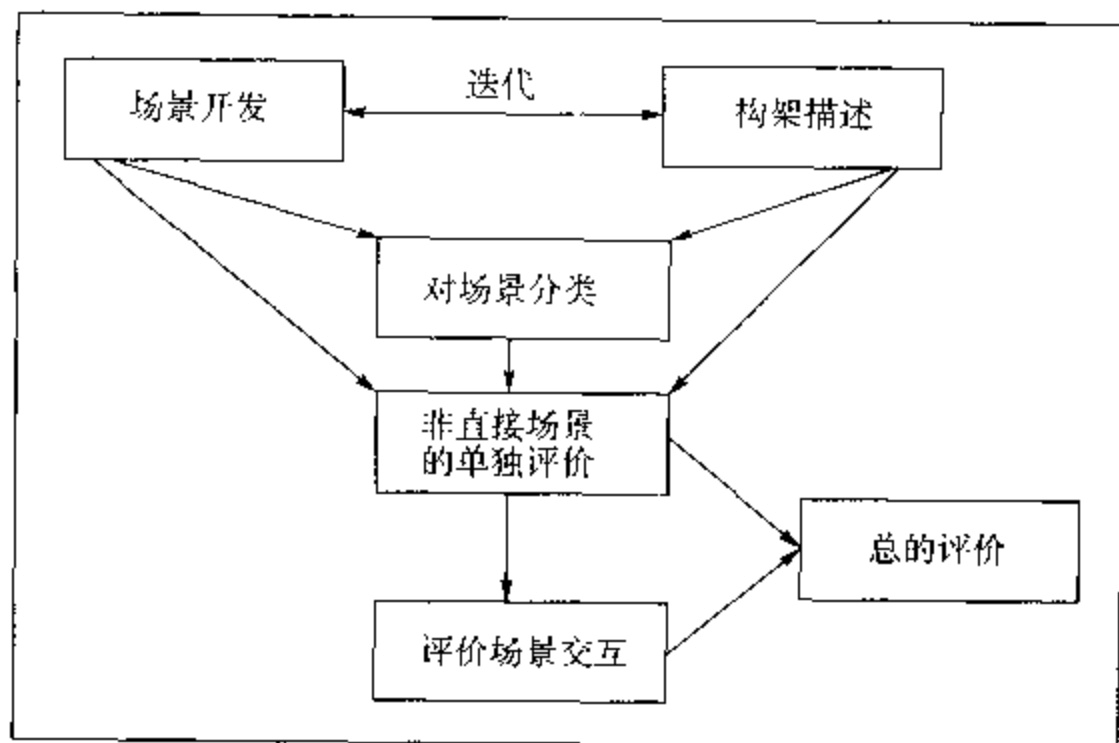 场景开发
迭代
构架描述
对场景分类
非直接场景
的单独评价
总的评价
评价场景交互